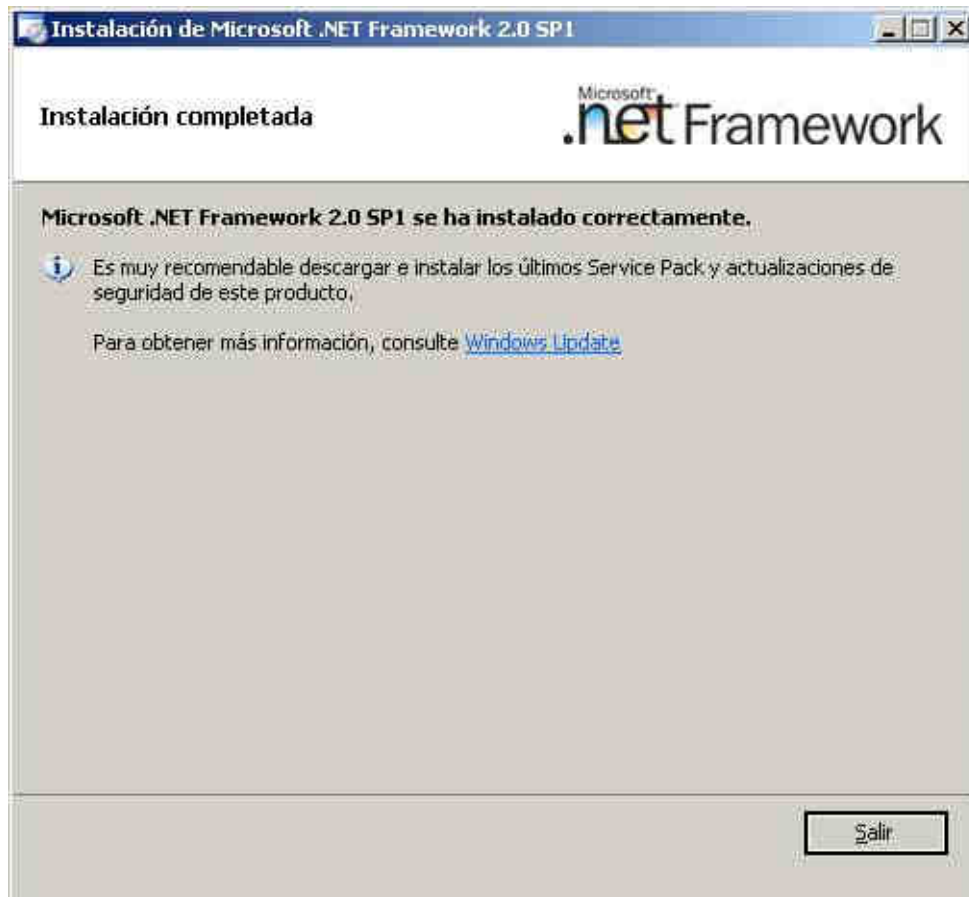 Instalación de Microsoft .NET Framework 2.0 SP1
Instalación completada
Microsoft
.net Framework
Microsoft .NET Framework 2.0 SP1 se ha instalado correctamente.
Es muy recomendable descargar e instalar los últimos Service Pack y actualizaciones de
seguridad de este producto.
Para obtener más información, consulte Windows Update
Salir